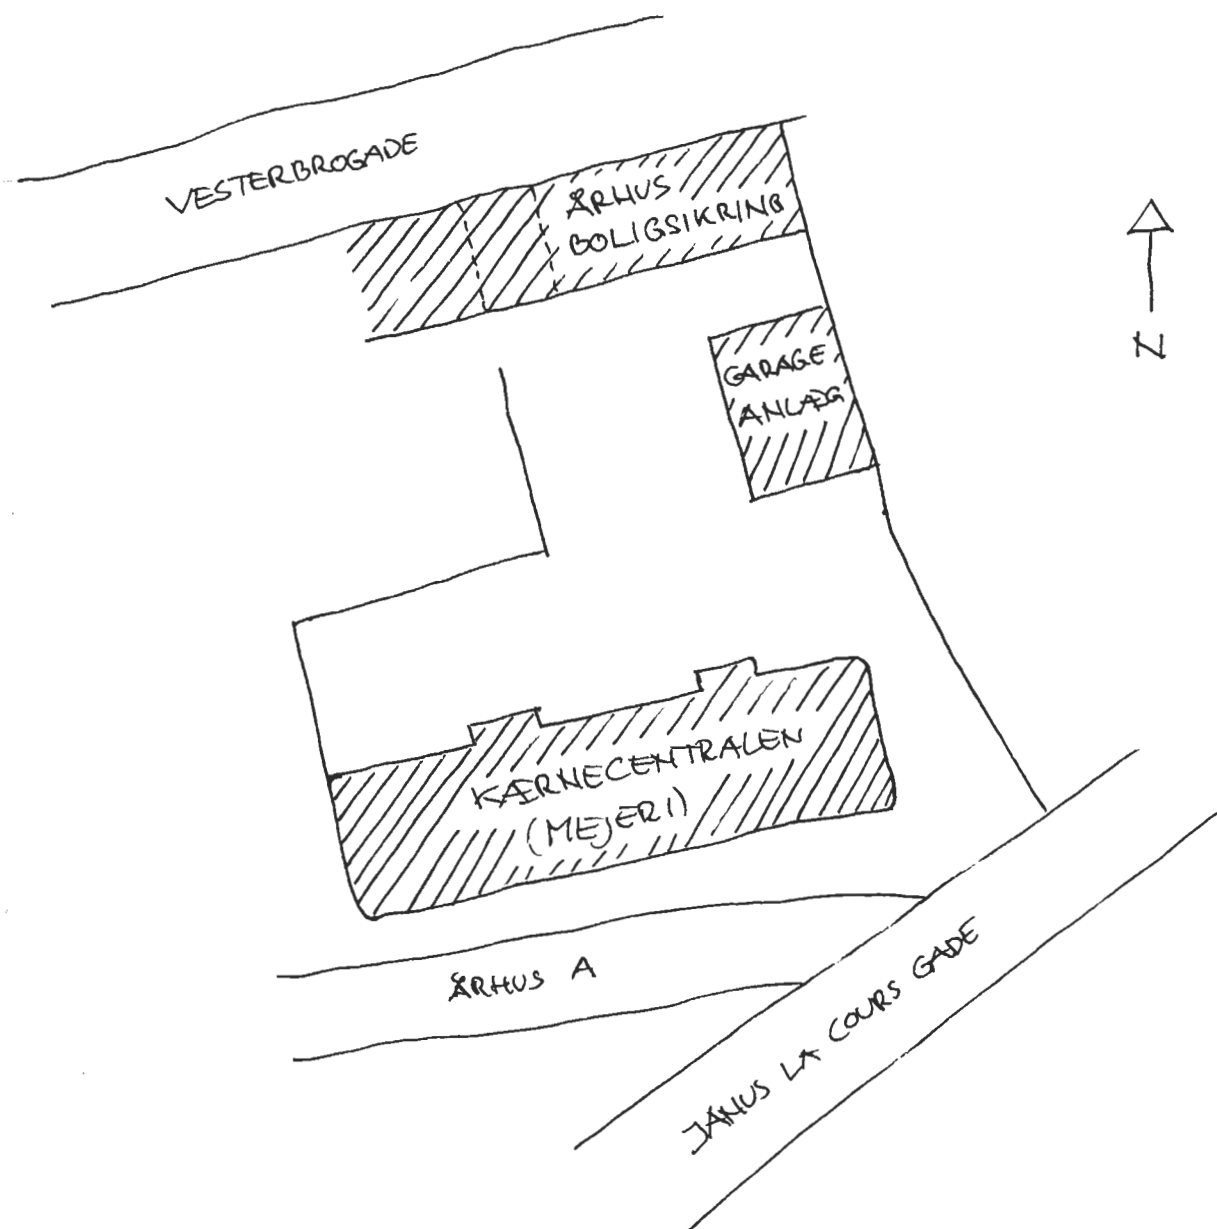 VESTERBROGADE
ÅRHUS
BOLIGSIKRING
N
GARAGE
ANLÆG
KÆRNECENTRALEN
(MEJERI)
ÅRHUS Å
JANUS LA COURS GADE